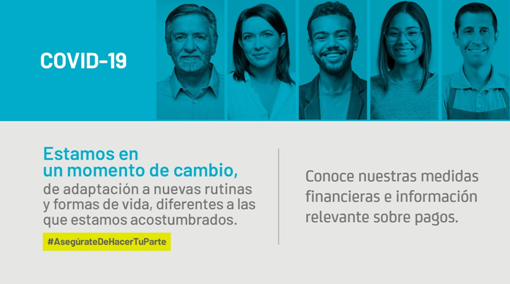 COVID-19
Estamos en
un momento de cambio,
de adaptación a nuevas rutinas
y formas de vida, diferentes a las
que estamos acostumbrados.
#AsegúrateDeHacerTuParte
Conoce nuestras medidas
financieras e información
relevante sobre pagos.